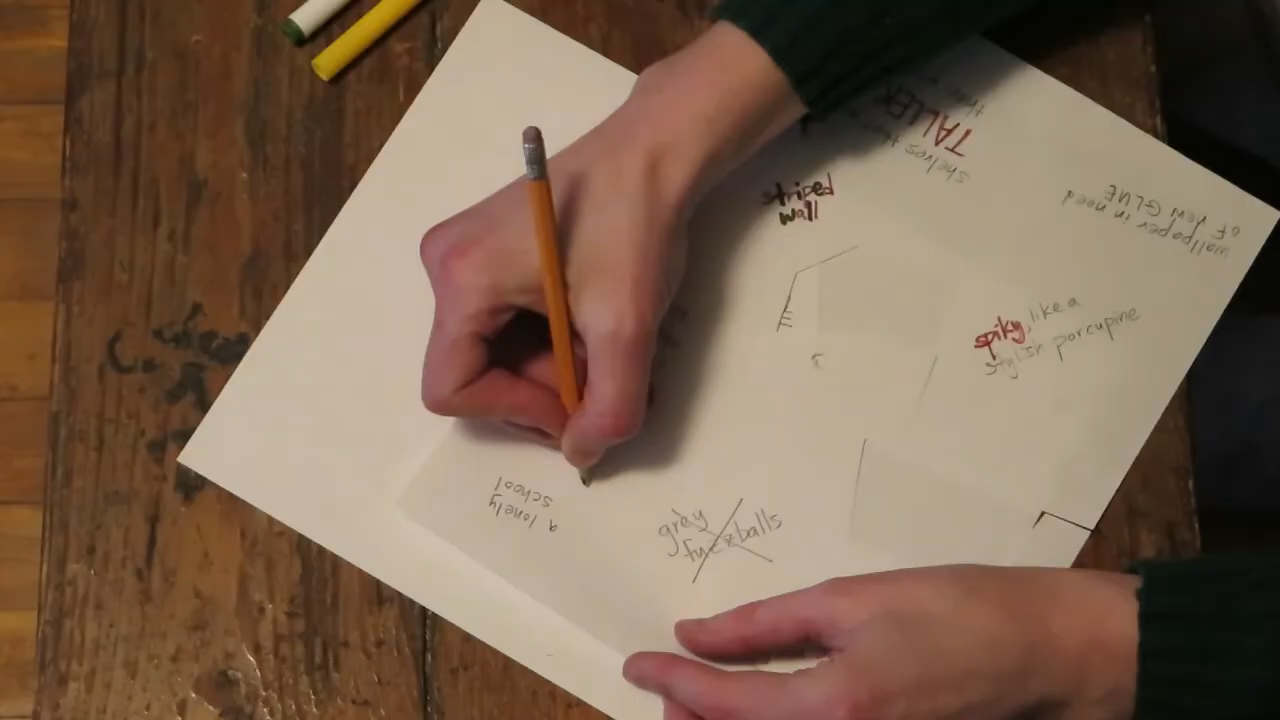 shelves
TALLER
wallpaper in need
of new GLUE
striped
wall
spiky, like a
stylish porcupine
a lonely
school
grey
fuzzballs